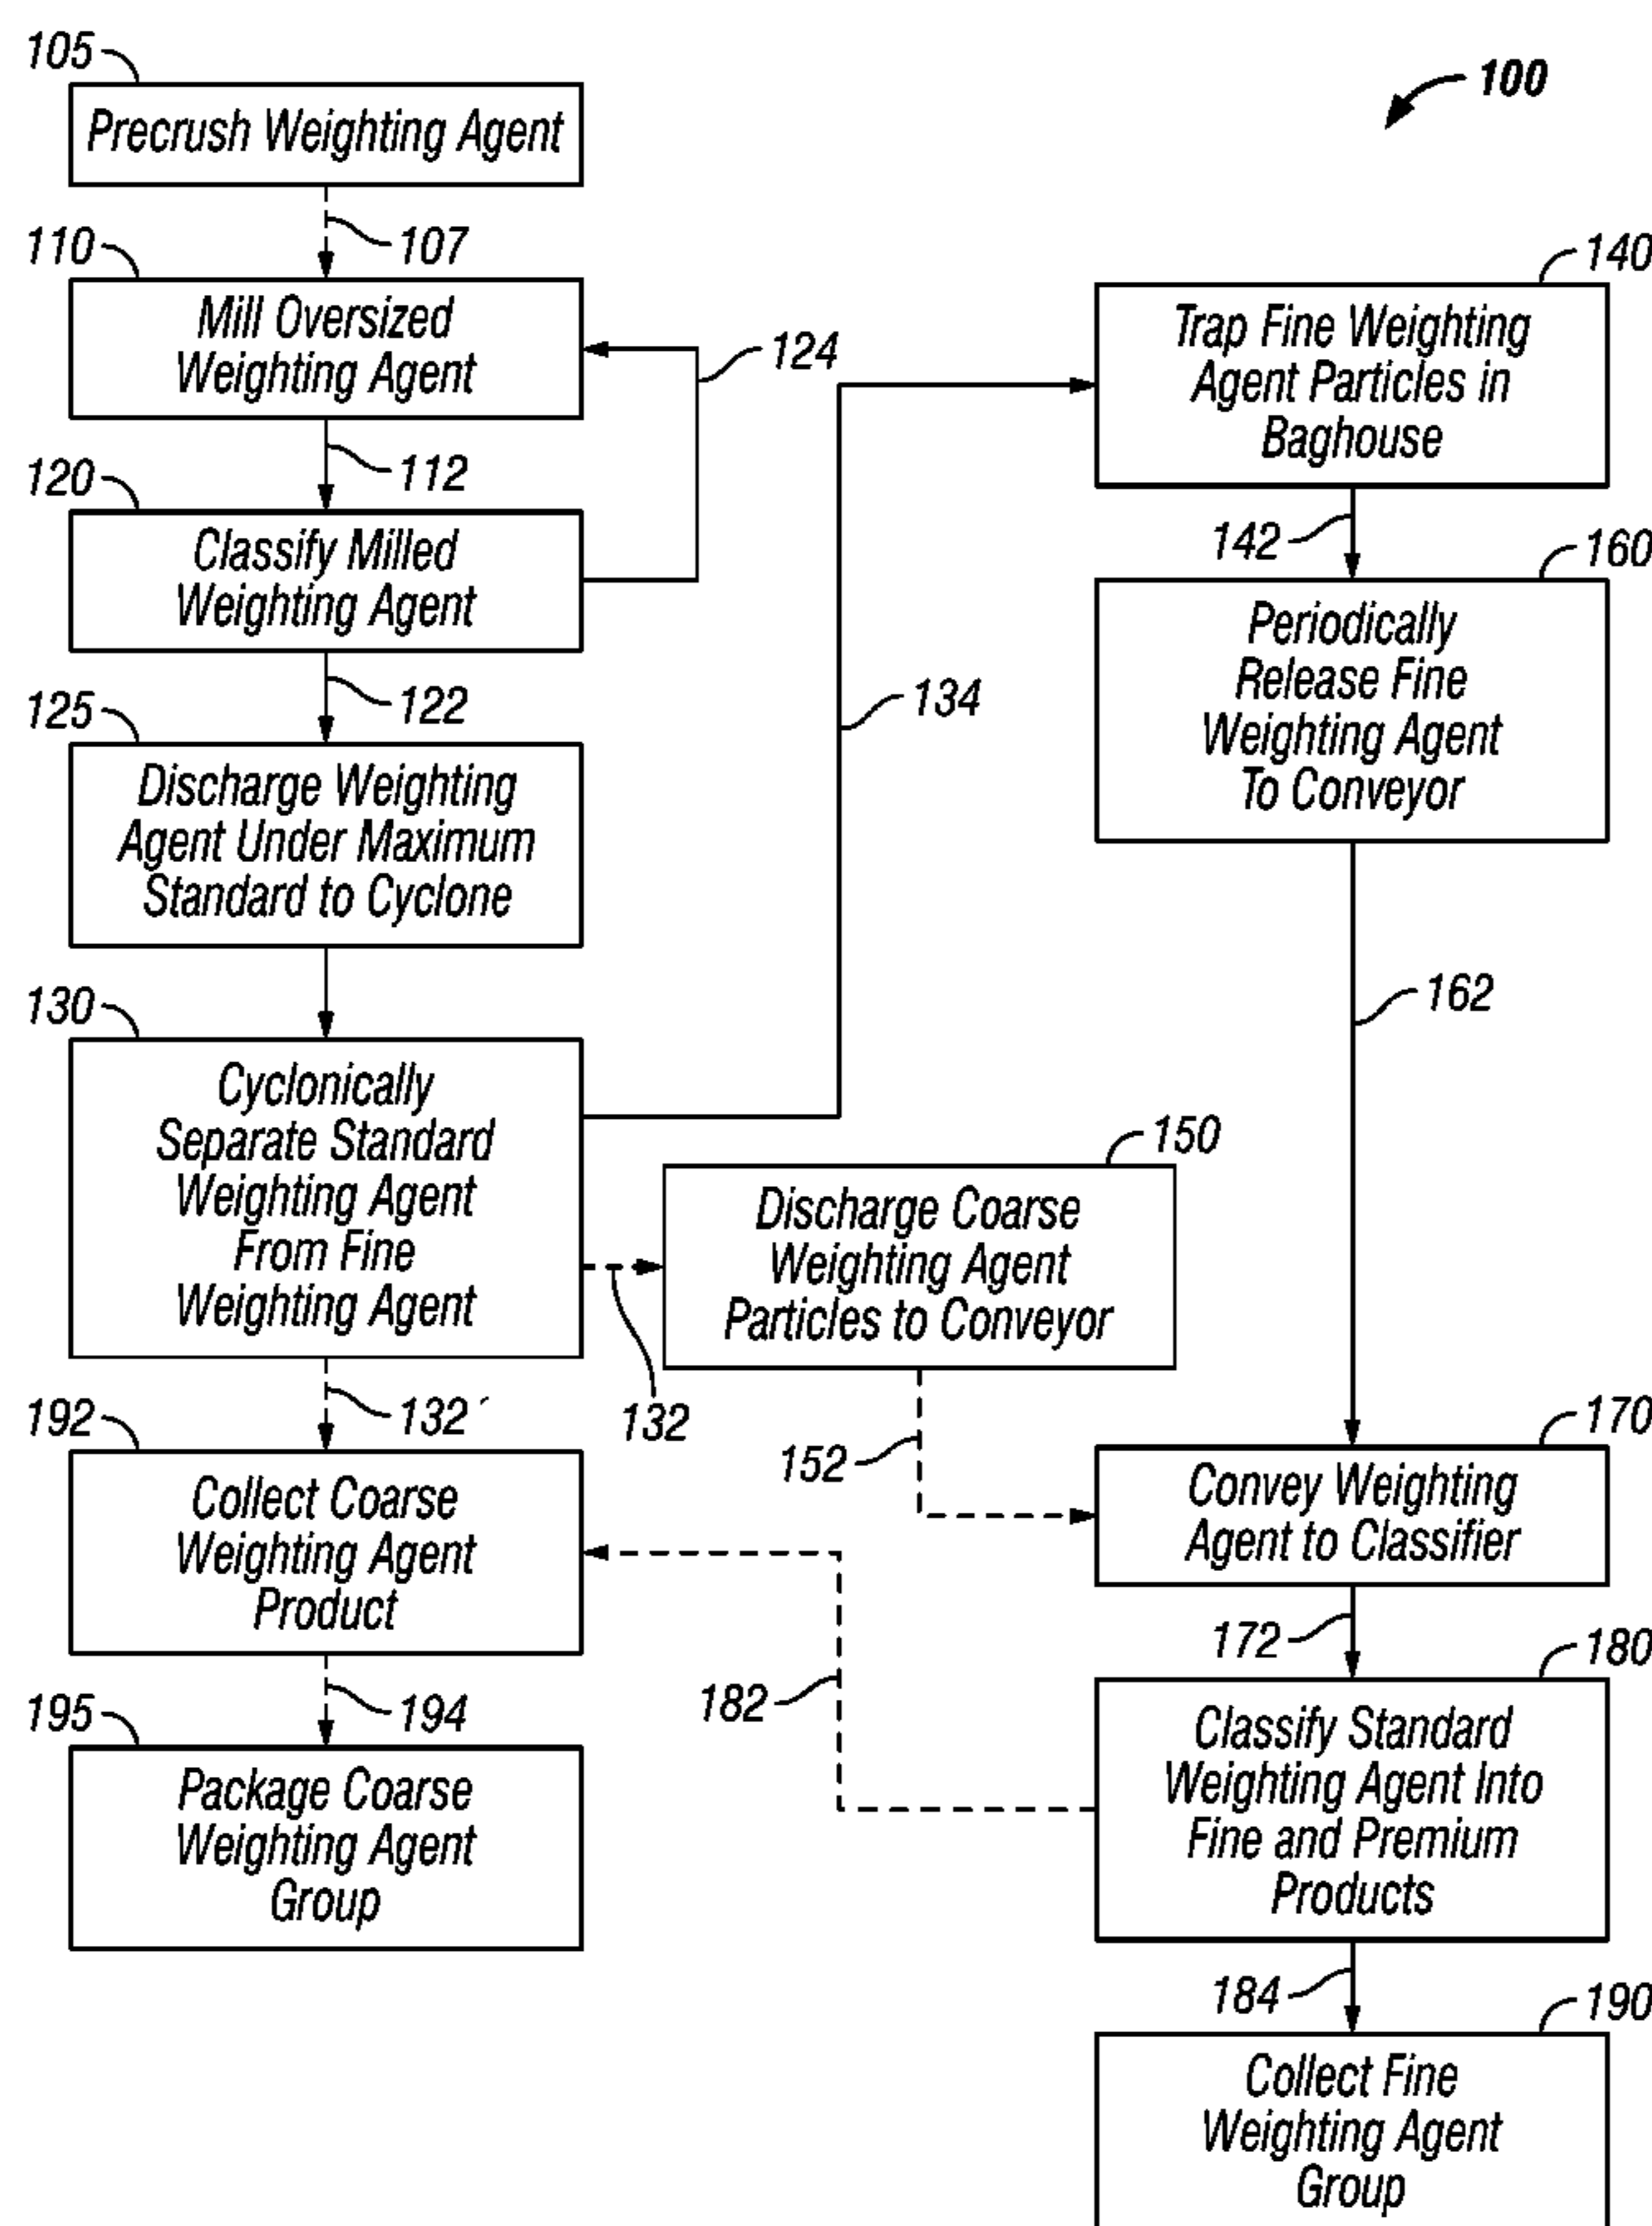 100
105
Precrush Weighting Agent
107
110
Mill Oversized
Weighting Agent
124
112
120
Classify Milled
Weighting Agent
122
125
Discharge Weighting
Agent Under Maximum
Standard to Cyclone
130
Cyclonically
Separate Standard
Weighting Agent
From Fine
Weighting Agent
134
132
132´
192
Collect Coarse
Weighting Agent
Product
194
195
Package Coarse
Weighting Agent
Group
150
Discharge Coarse
Weighting Agent
Particles to Conveyor
152
182
140
Trap Fine Weighting
Agent Particles in
Baghouse
142
160
Periodically
Release Fine
Weighting Agent
To Conveyor
162
170
Convey Weighting
Agent to Classifier
172
180
Classify Standard
Weighting Agent Into
Fine and Premium
Products
184
190
Collect Fine
Weighting Agent
Group